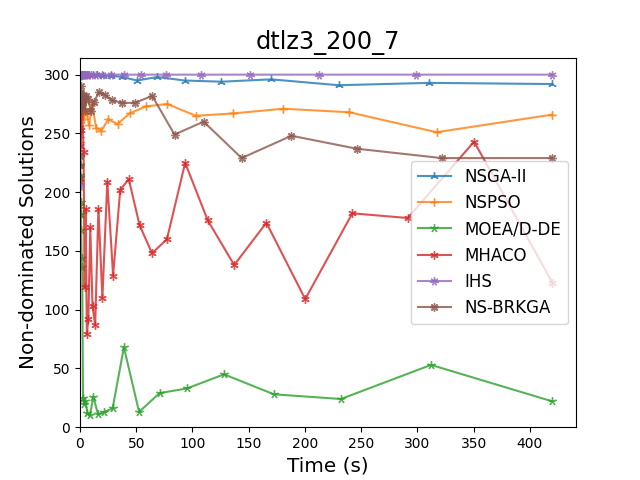 dtlz3_200_7
Non-dominated Solutions
300
250
200
150
100
50
0
NSGA-II
NSPSO
MOEA/D-DE
MHACO
IHS
NS-BRKGA
0 50 100 150 200 250 300 350 400
Time (s)